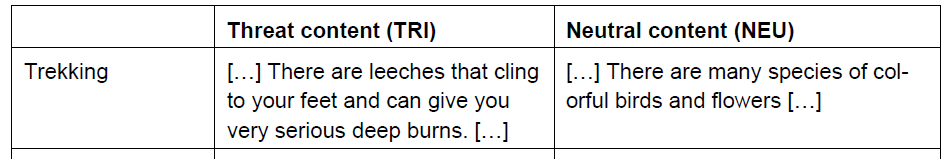 Threat content (TRI) Neutral content (NEU)
Trekking […] There are leeches that cling […] There are many species of col-
to your feet and can give you orful birds and flowers […]
very serious deep burns. […]